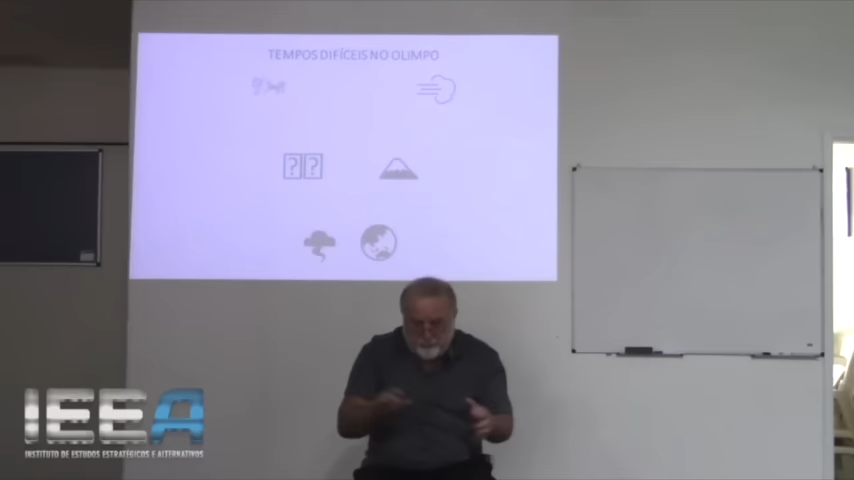 TEMPOS DIFÍCEIS NO OLIMPO
IEEA
INSTITUTO DE ESTUDOS ESTRATÉGICOS E ALTERNATIVOS